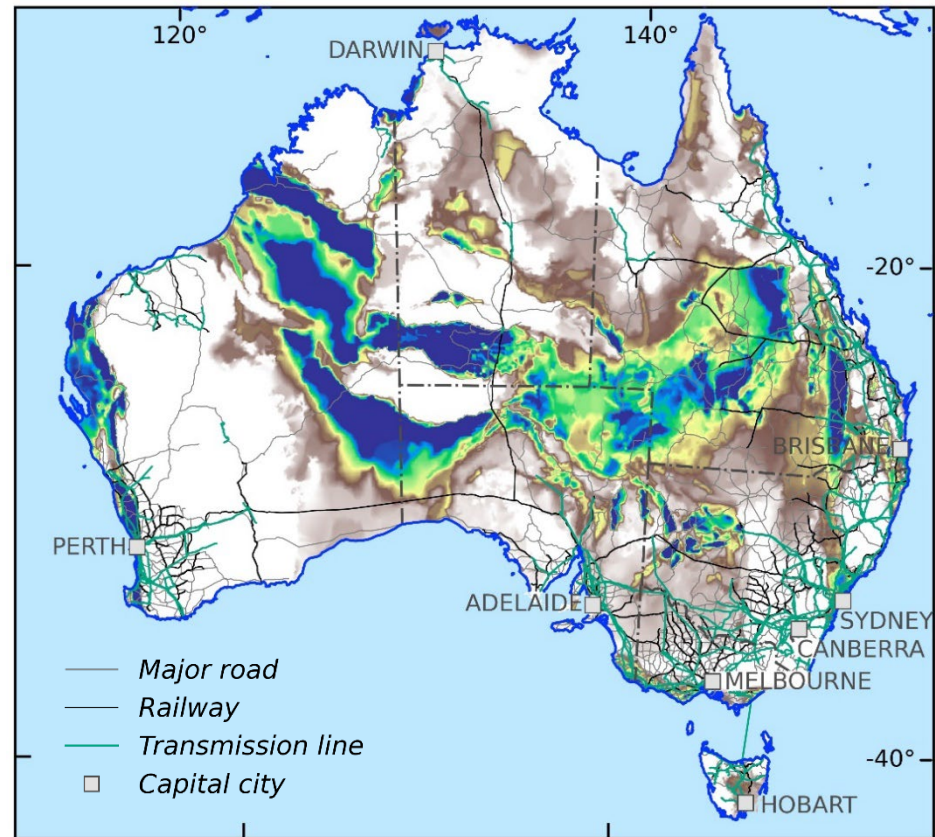 120°
140°
DARWIN
-20°
BRISBANE
PERTH
ADELAIDE
SYDNEY
CANBERRA
MELBOURNE
Major road
Railway
Transmission line
Capital city
-40°
HOBART